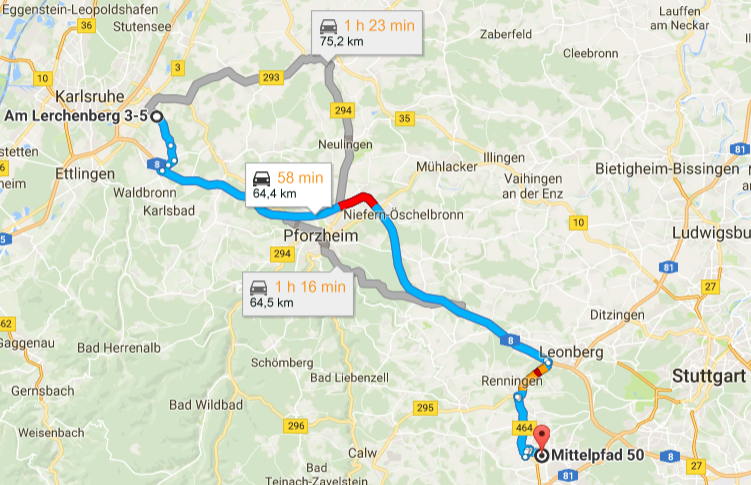 Eggenstein-Leopoldshafen
Stutensee
36
Lauffen
am Neckar
Zaberfeld
Cleebronn
1 h 23 min
75,2 km
10
3
293
Karlsruhe
Am Lerchenberg 3-5
294
35
Neulingen
81
stetten
Ettlingen
8
heim
Waldbronn
Karlsbad
58 min
64,4 km
Mühlacker
Illingen
Vaihingen
an der Enz
Bietigheim-Bissingen
Niefern-Öschelbronn
10
5
Pforzheim
294
Ludwigsbu
81
27
1 h 16 min
64,5 km
62
Gaggenau
Bad Herrenalb
8
Ditzingen
Leonberg
Schömberg
Bad Liebenzell
Renningen
Stuttgart
Gernsbach
Bad Wildbad
295
296
464
Weisenbach
Calw
Mittelpfad 50
8
27
Bad
Teinach-Zavelstein
81